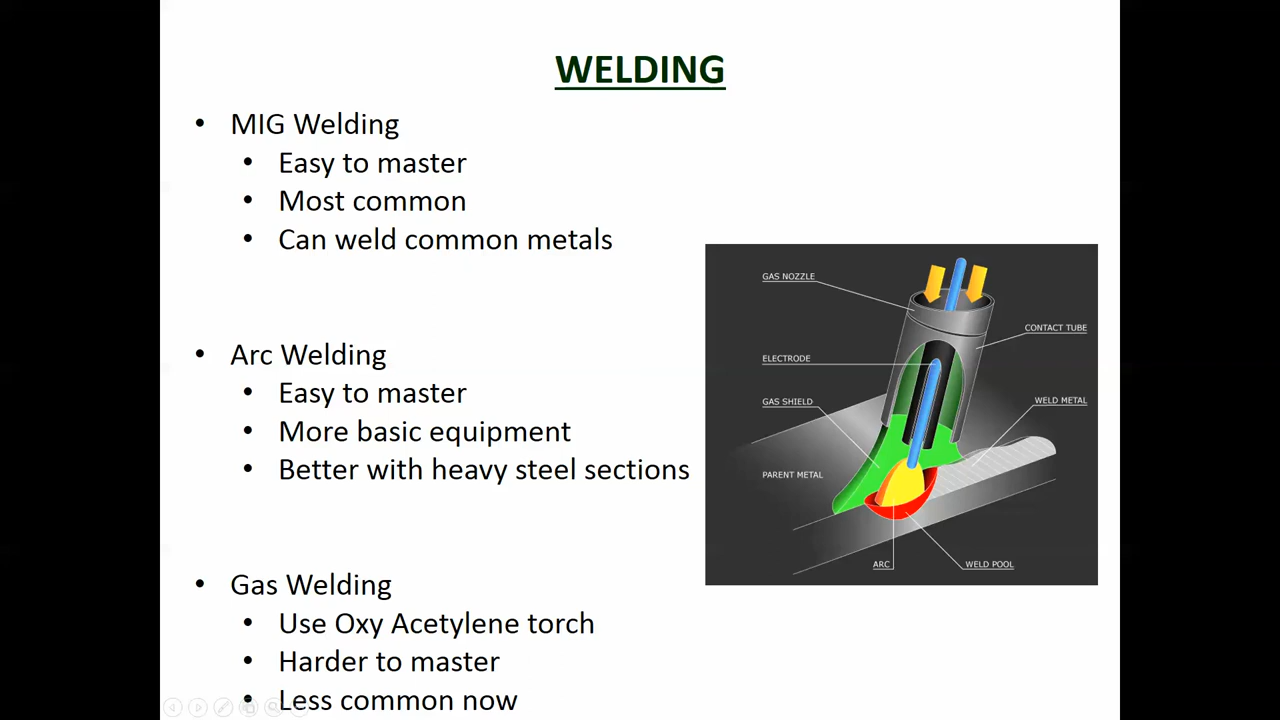 WELDING
• MIG Welding
• Easy to master
• Most common
• Can weld common metals
• Arc Welding
• Easy to master
• More basic equipment
• Better with heavy steel sections
• Gas Welding
• Use Oxy Acetylene torch
• Harder to master
• Less common now
GAS NOZZLE
CONTACT TUBE
ELECTRODE
GAS SHIELD
WELD METAL
PARENT METAL
ARC
WELD POOL